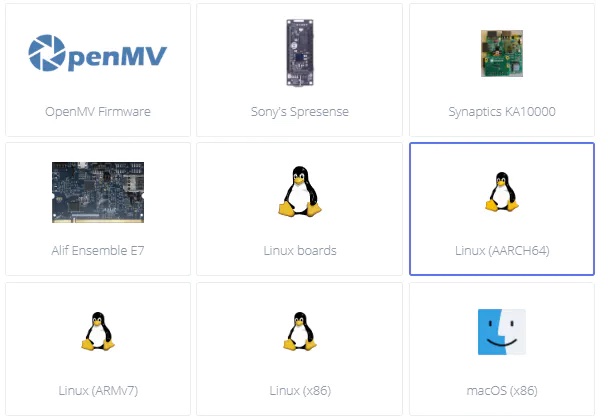 OpenMV
OpenMV Firmware
Sony's Spresense
Synaptics KA10000
Alif Ensemble E7
Linux boards
Linux (AARCH64)
Linux (ARMv7)
Linux (x86)
macOS (x86)